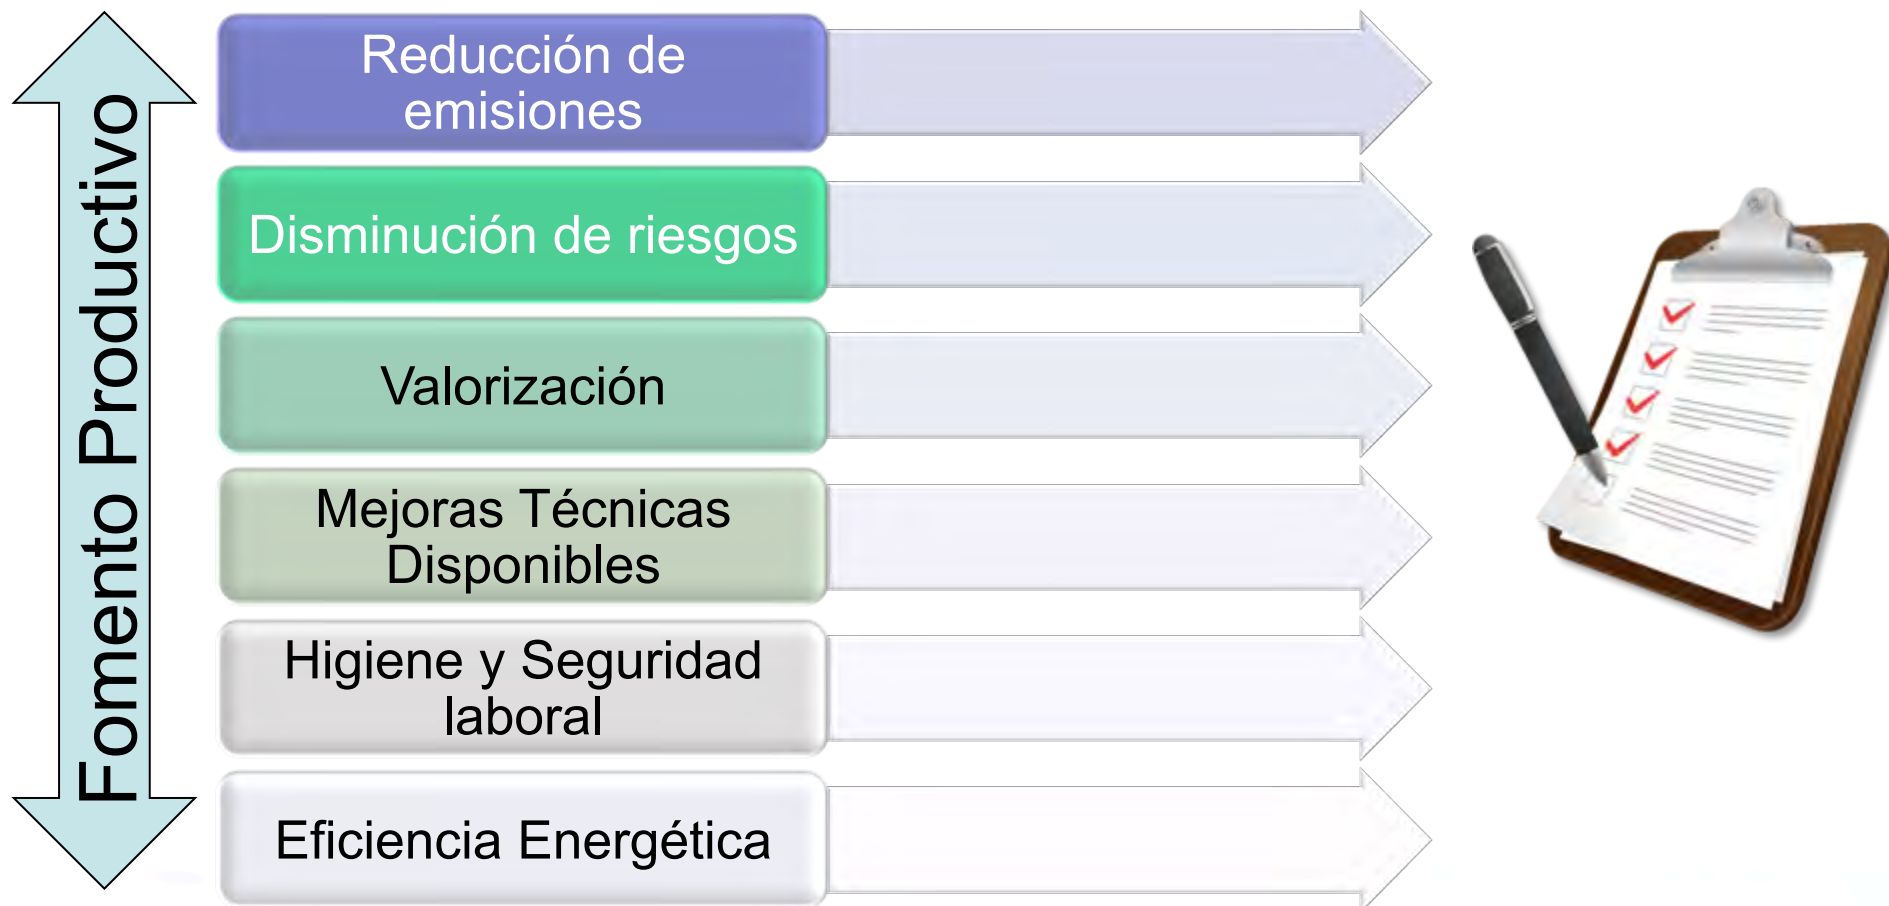 Fomento Productivo
Reducción de
emisiones
Disminución de riesgos
Valorización
Mejoras Técnicas
Disponibles
Higiene y Seguridad
laboral
Eficiencia Energética